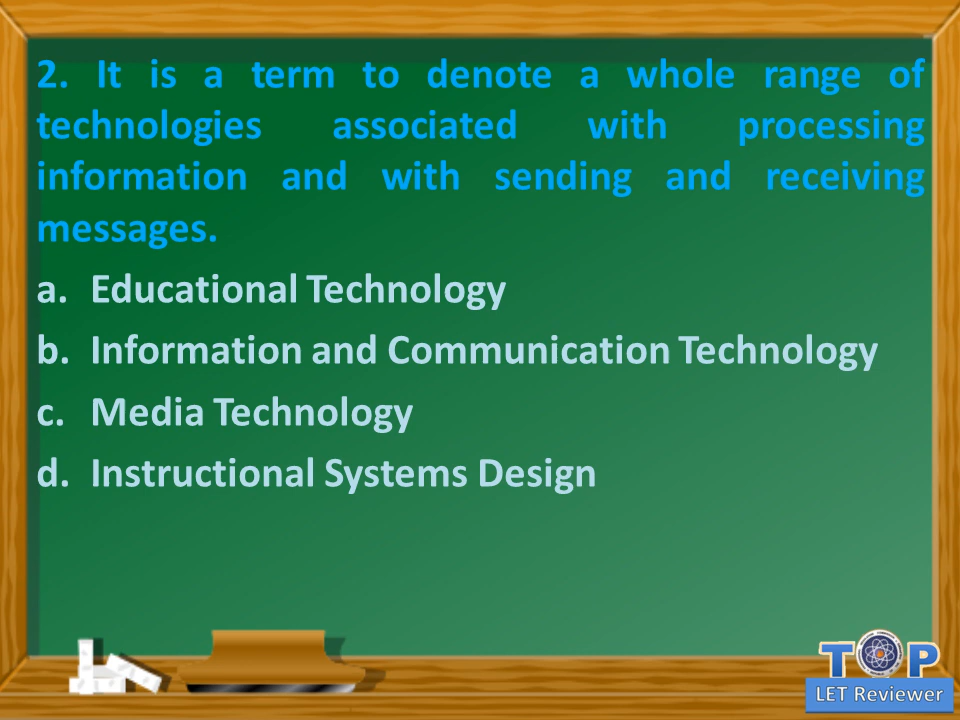 2. It is a term to denote a whole range of
technologies associated with processing
information and with sending and receiving
messages.
a. Educational Technology
b. Information and Communication Technology
c. Media Technology
d. Instructional Systems Design
TOP
LET Reviewer